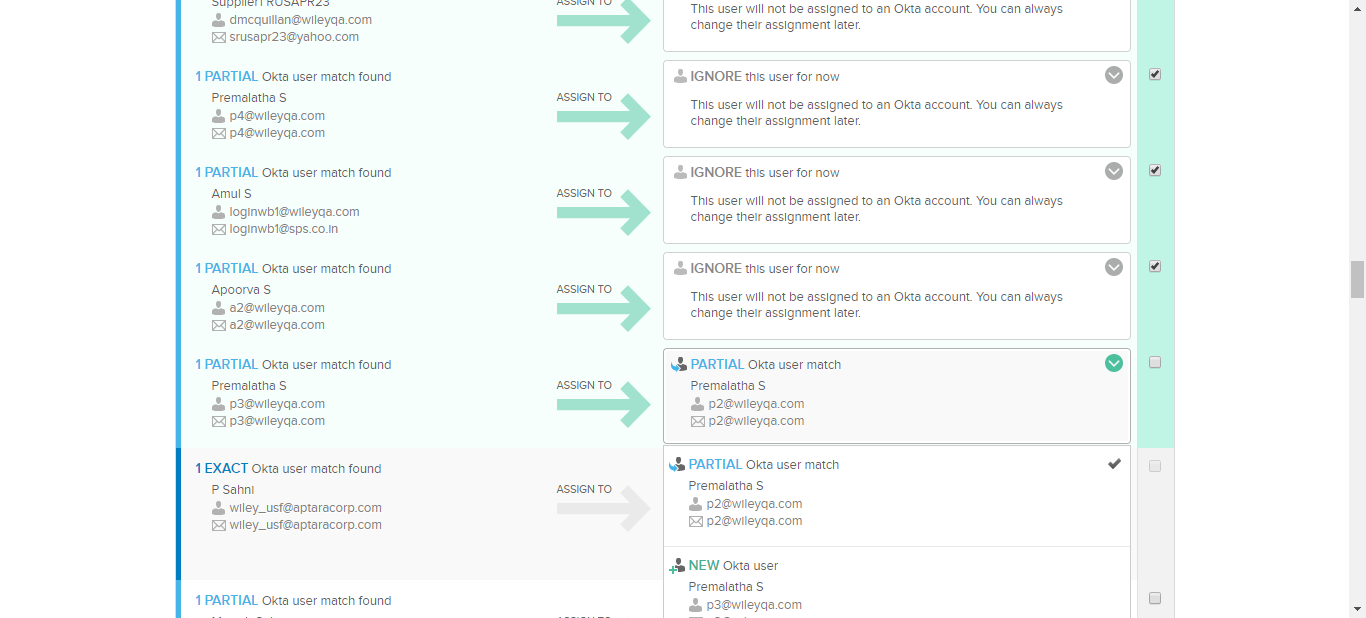 Supplier1 RUSAPR23
ASSIGN TO
This user will not be assigned to an Okta account. You can always
dmcquillan@wileyqa.com
change their assignment later.
srusapr23@yahoo.com
1 PARTIAL Okta user match found
IGNORE this user for now
Premalatha S
ASSIGN TO
This user will not be assigned to an Okta account. You can always
p4@wileyqa.com
change their assignment later.
p4@wileyqa.com
1 PARTIAL Okta user match found
IGNORE this user for now
Amul S
ASSIGN TO
This user will not be assigned to an Okta account. You can always
loginwb1@wileyqa.com
change their assignment later.
loginwb1@sps.co.in
1 PARTIAL Okta user match found
IGNORE this user for now
Apoorva S
ASSIGN TO
This user will not be assigned to an Okta account. You can always
a2@wileyqa.com
change their assignment later.
a2@wileyqa.com
1 PARTIAL Okta user match found
PARTIAL Okta user match
Premalatha S
ASSIGN TO
Premalatha S
p3@wileyqa.com
p2@wileyqa.com
p3@wileyqa.com
p2@wileyqa.com
1 EXACT Okta user match found
PARTIAL Okta user match
P Sahni
ASSIGN TO
Premalatha S
wiley_usf@aptaracorp.com
p2@wileyqa.com
wiley_usf@aptaracorp.com
p2@wileyqa.com
NEW Okta user
Premalatha S
1 PARTIAL Okta user match found
p3@wileyqa.com